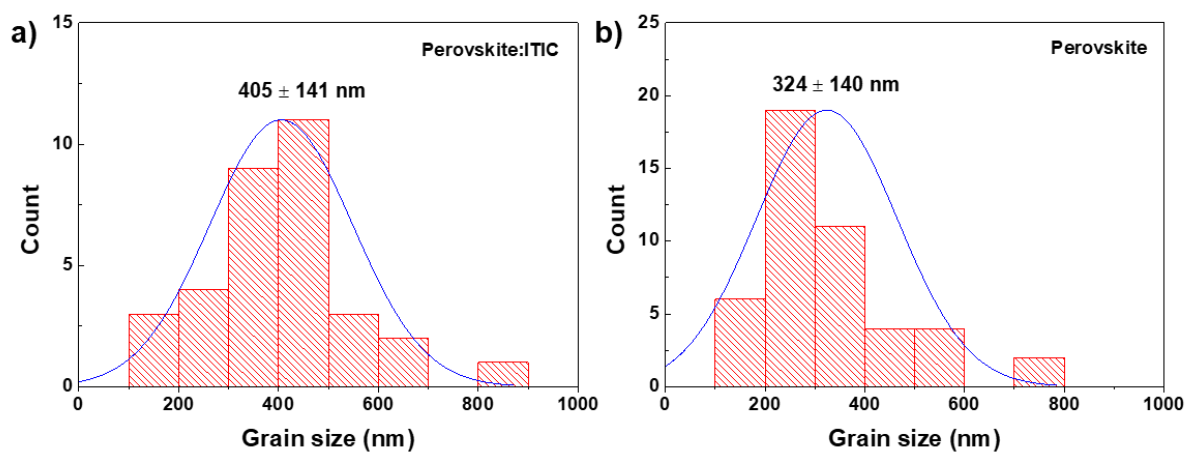 a)
Perovskite:ITIC
405 ± 141 nm
15
10
5
0
Count
0 200 400 600 800 1000
Grain size (nm)
b)
Perovskite
324 ± 140 nm
25
20
15
10
5
0
Count
0 200 400 600 800 1000
Grain size (nm)